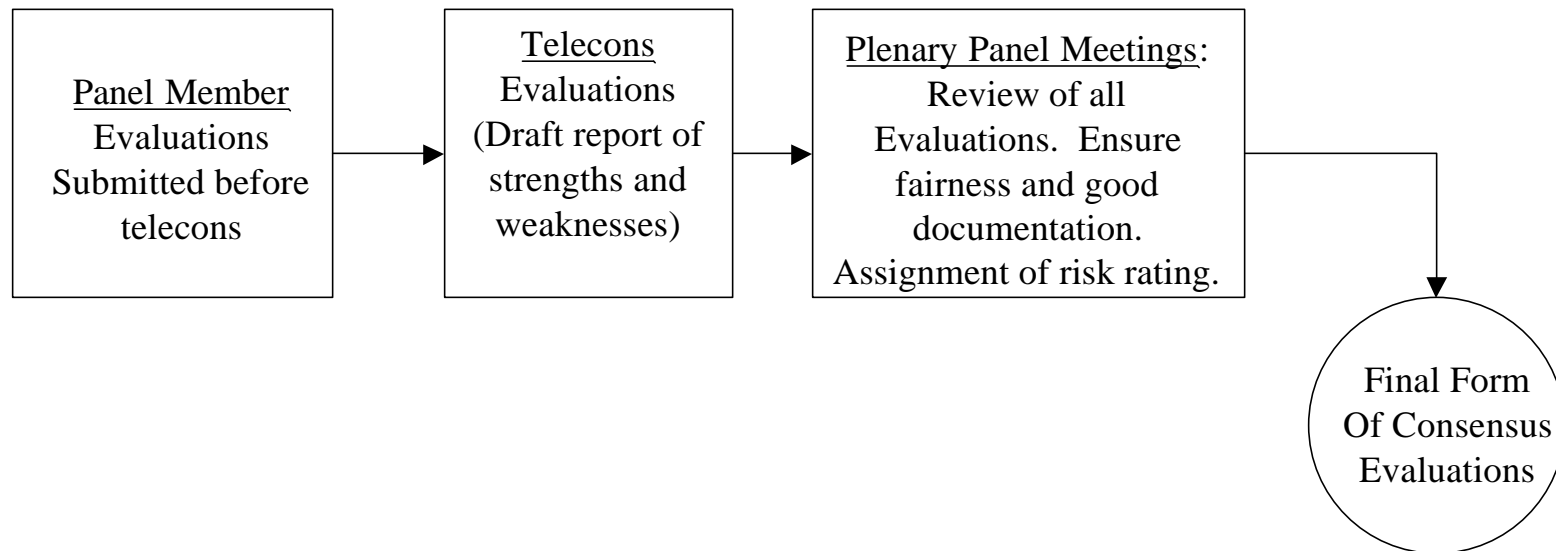 Panel Member
Evaluations
Submitted before
telecons
Telecons
Evaluations
(Draft report of
strengths and
weaknesses)
Plenary Panel Meetings:
Review of all
Evaluations.  Ensure
fairness and good
documentation.
Assignment of risk rating.
Final Form
Of Consensus
Evaluations